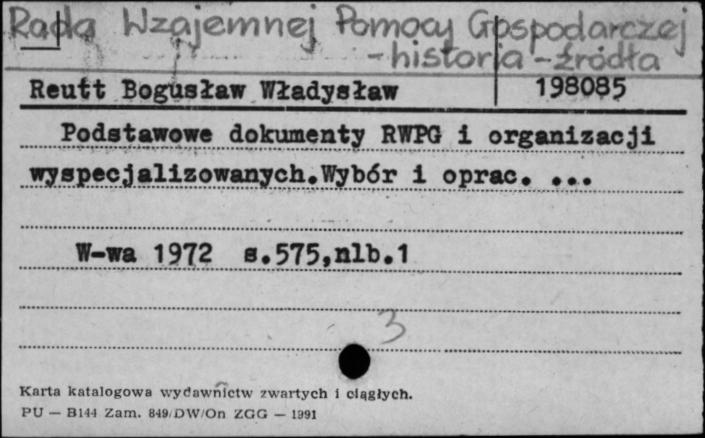 Rada Wzajemnej Pomocy Gospodarczej
- historia - źródła
Reutt Bogusław Władysław 198085
Podstawowe dokumenty RWPG i organizacji
wyspecjalizowanych.Wybór i oprac. ...
W-wa 1972 s.575,nlb.1
3
Karta katalogowa wydawnictw zwartych i ciągłych.
PU — B144 Zam. 849/DW/On ZGG — 1991